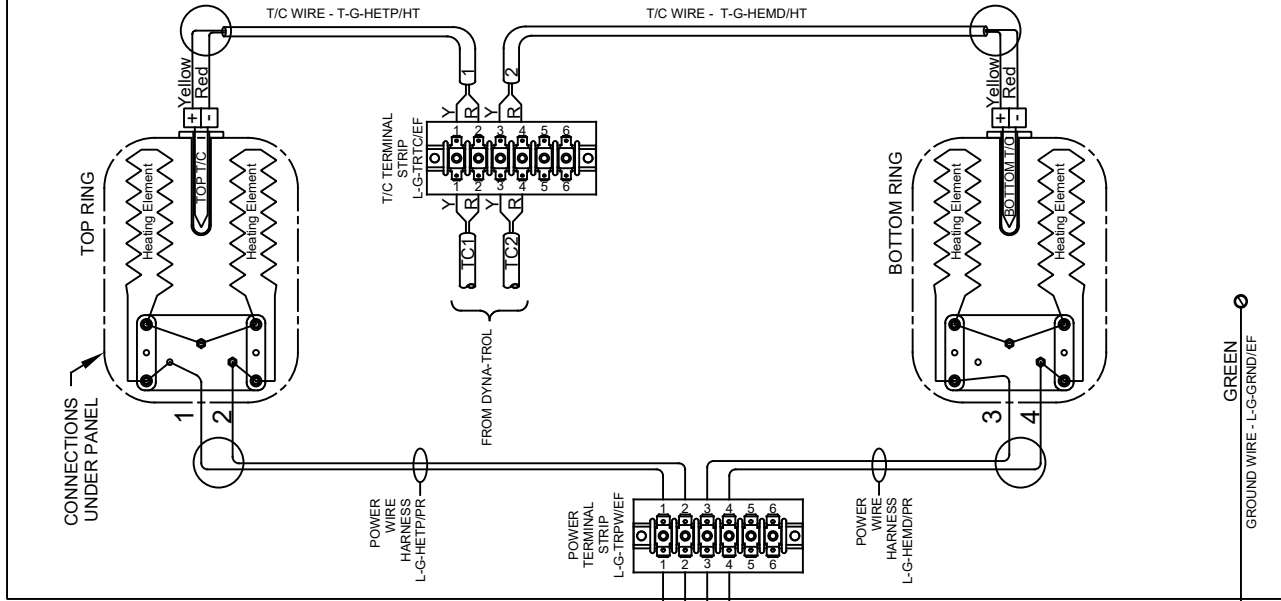 T/C WIRE - T-G-HETP/HT
T/C WIRE - T-G-HEMD/HT
Yellow
Red
+
-
TOP T/C
Heating Element
Heating Element
TOP RING
CONNECTIONS
UNDER PANEL
1
2
1
2
Y
R
Y
R
1 2 3 4 5 6
T/C TERMINAL
STRIP
L-G-TRTC/EF
1 2 3 4 5 6
Y
R
Y
R
TC1
TC2
FROM DYNA-TROL
Yellow
Red
+
-
BOTTOM T/C
Heating Element
Heating Element
BOTTOM RING
3
4
POWER
WIRE
HARNESS
L-G-HETP/PR
POWER
TERMINAL
STRIP
L-G-TRPW/EF
1 2 3 4 5 6
1 2 3 4 5 6
POWER
WIRE
HARNESS
L-G-HEMD/PR
GREEN
GROUND WIRE - L-G-GRND/EF